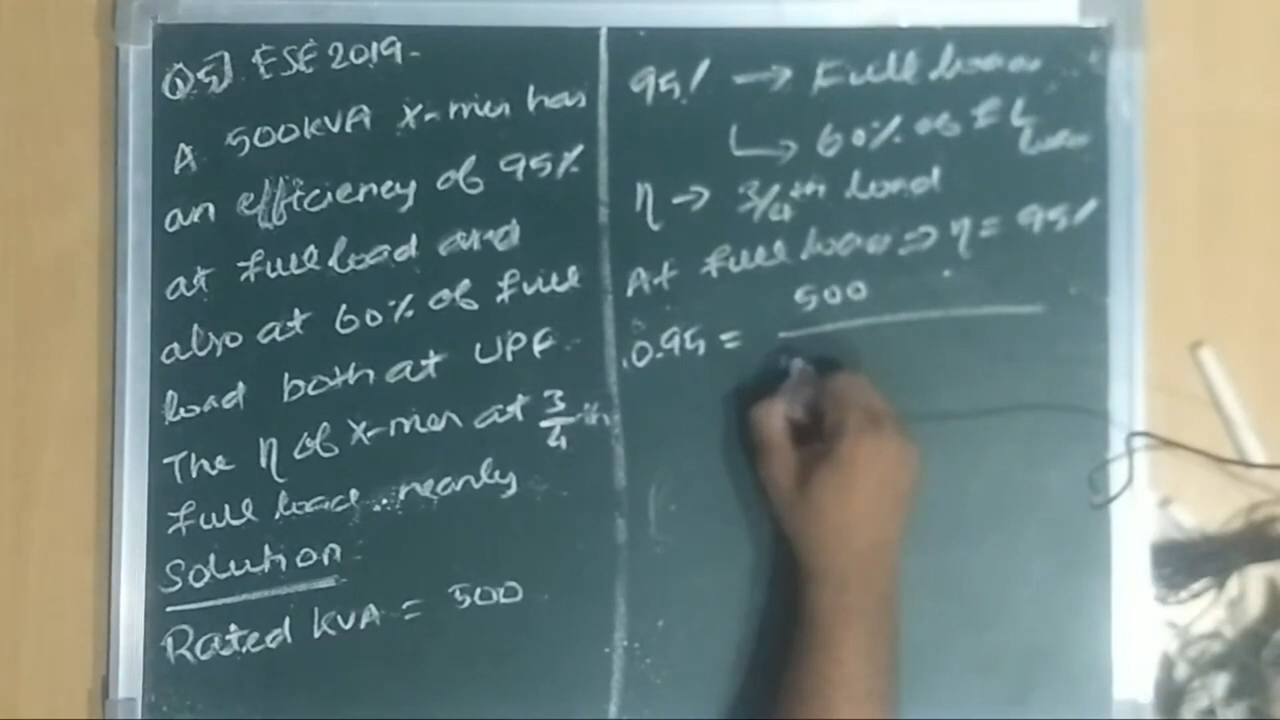 Q5] ESE 2019-
A 500KVA X-mer has
an efficiency of 95%
at full load and
also at 60% of full
load both at UPF
The η of X-mer at 3/4 th
full load nearly
Solution
Rated KVA = 500
95% → Full load
↳ 60% of FL
load
η → 3/4th load
At full load ⇒ η = 95%
0.95 = 500